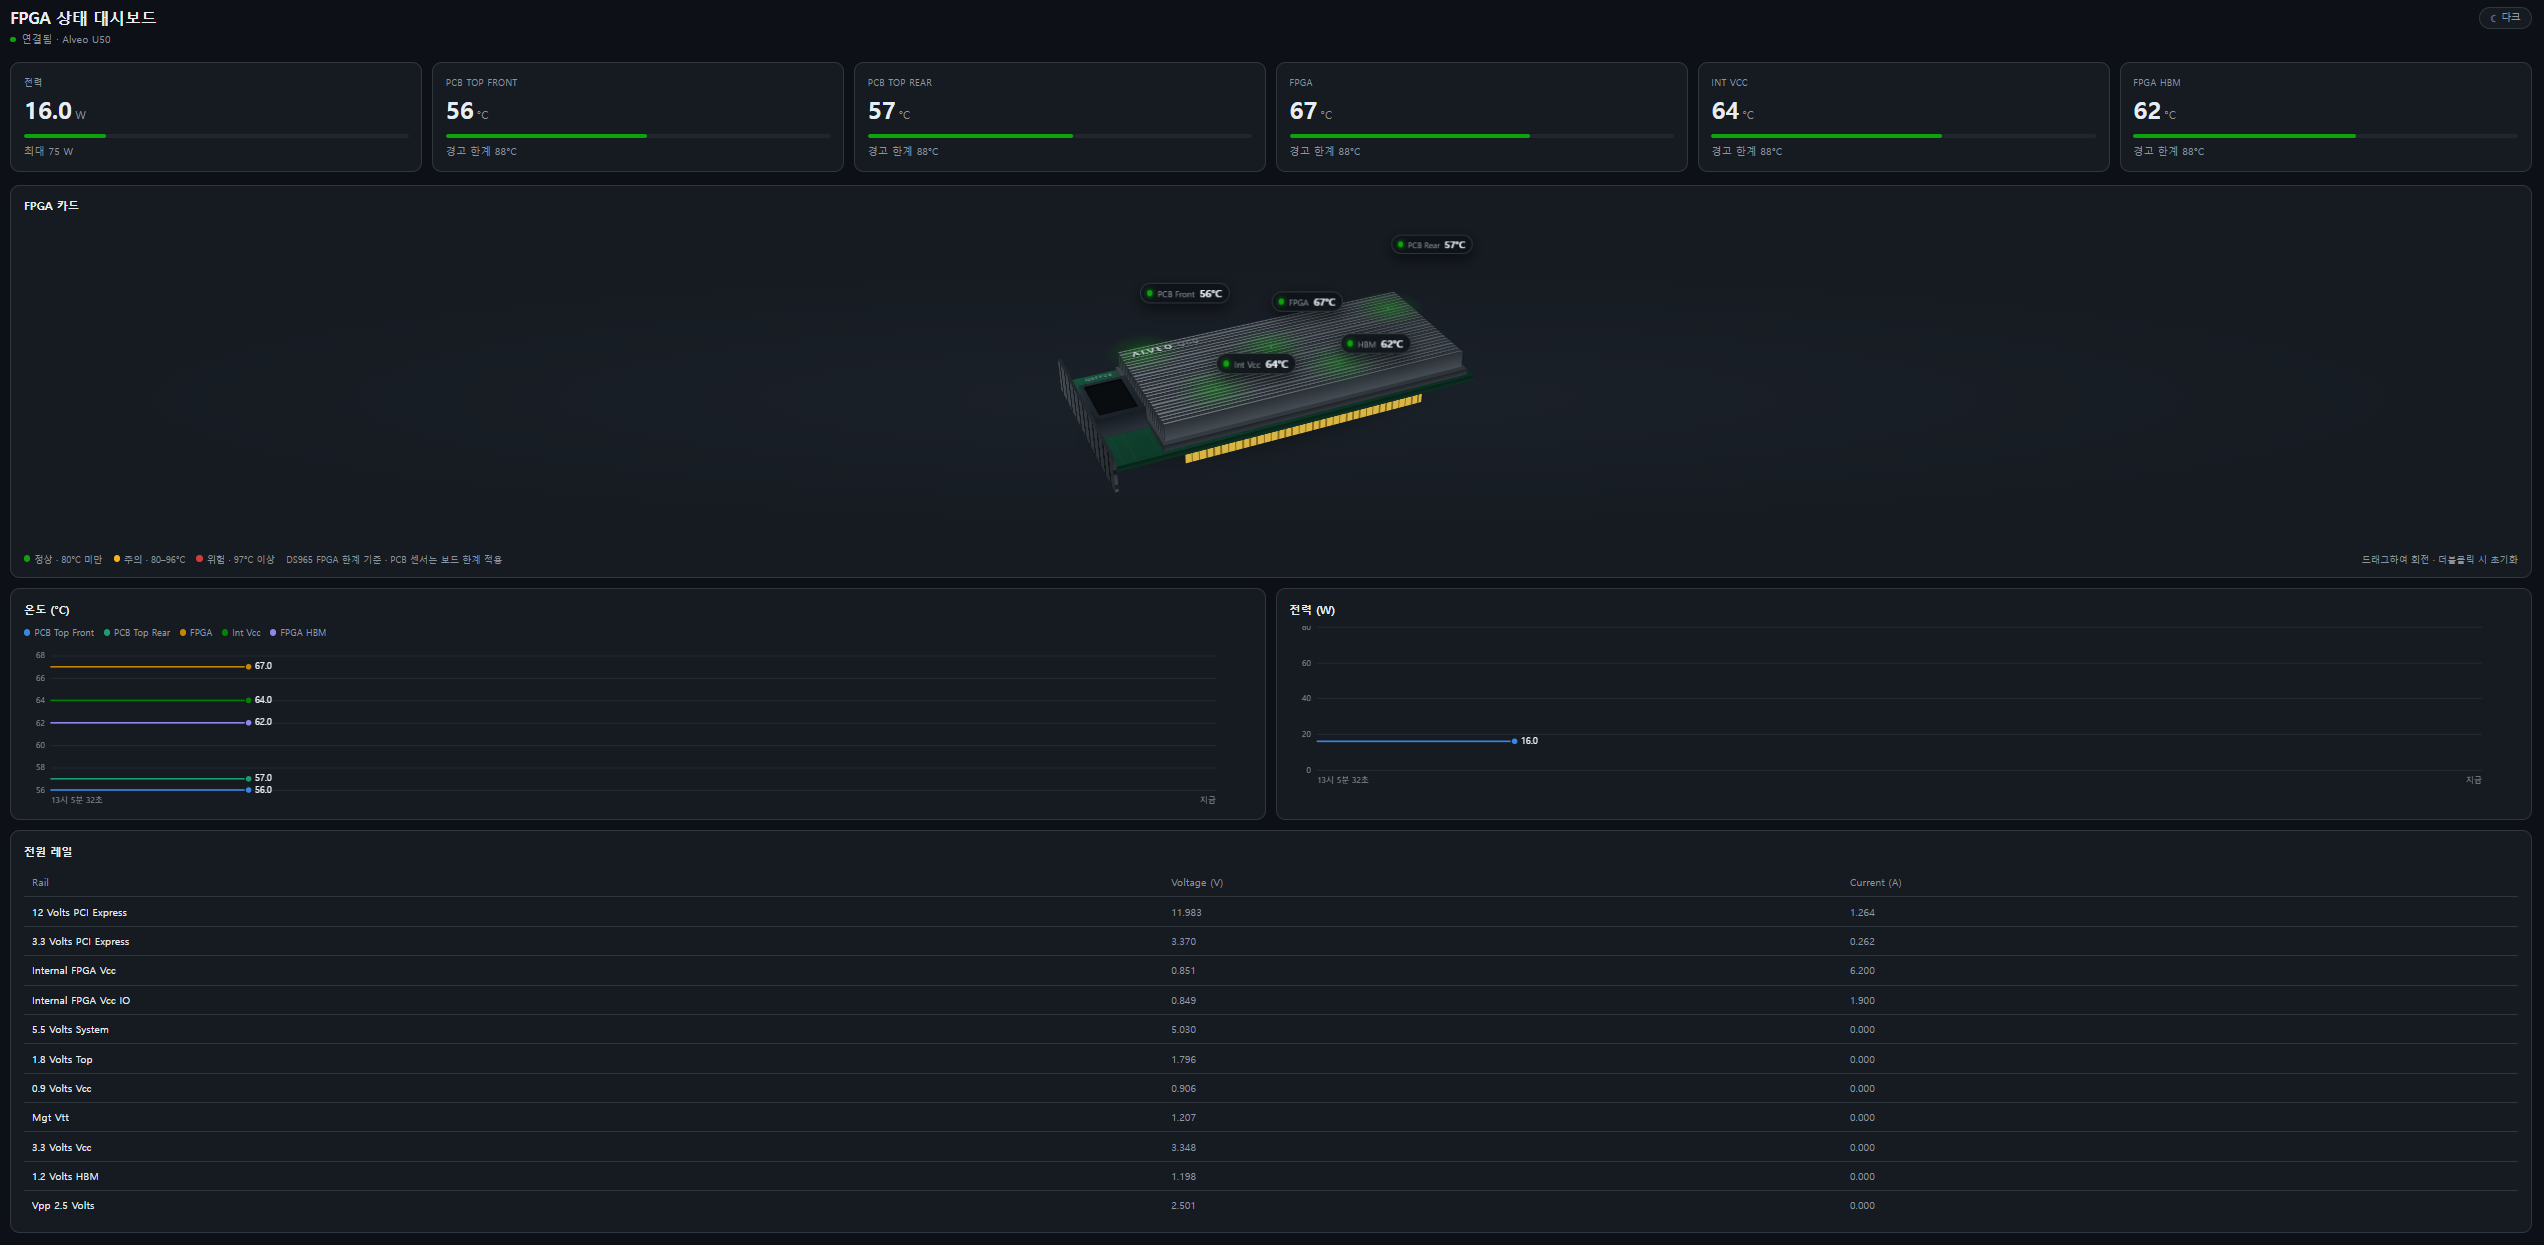 FPGA 상태 대시보드
☾ 다크
연결됨 · Alveo U50
전력
16.0 W
최대 75 W
PCB TOP FRONT
56 °C
경고 한계 88°C
PCB TOP REAR
57 °C
경고 한계 88°C
FPGA
67 °C
경고 한계 88°C
INT VCC
64 °C
경고 한계 88°C
FPGA HBM
62 °C
경고 한계 88°C
FPGA 카드
PCB Rear 57°C
PCB Front 56°C
FPGA 67°C
HBM 62°C
Int Vcc 64°C
ALVEO
정상 · 80°C 미만 주의 · 80–96°C 위험 · 97°C 이상 DS965 FPGA 한계 기준 · PCB 센서는 보드 한계 적용
드래그하여 회전 · 더블클릭 시 초기화
온도 (°C)
PCB Top Front PCB Top Rear FPGA Int Vcc FPGA HBM
68
67.0
66
64
64.0
62
62.0
60
58
57.0
56
56.0
13시 5분 32초
지금
전력 (W)
80
60
40
20
16.0
0
13시 5분 32초
지금
전원 레일
Rail Voltage (V) Current (A)
12 Volts PCI Express 11.983 1.264
3.3 Volts PCI Express 3.370 0.262
Internal FPGA Vcc 0.851 6.200
Internal FPGA Vcc IO 0.849 1.900
5.5 Volts System 5.030 0.000
1.8 Volts Top 1.796 0.000
0.9 Volts Vcc 0.906 0.000
Mgt Vtt 1.207 0.000
3.3 Volts Vcc 3.348 0.000
1.2 Volts HBM 1.198 0.000
Vpp 2.5 Volts 2.501 0.000